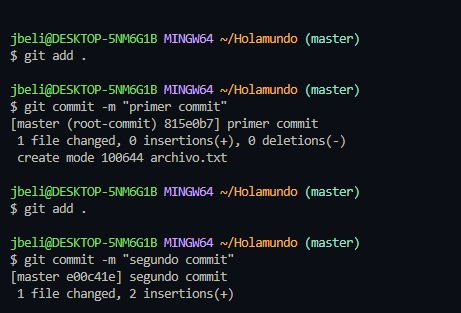 jbeli@DESKTOP-5NM6G1B MINGW64 ~/Holamundo (master)
$ git add .
jbeli@DESKTOP-5NM6G1B MINGW64 ~/Holamundo (master)
$ git commit -m "primer commit"
[master (root-commit) 815e0b7] primer commit
1 file changed, 0 insertions(+), 0 deletions(-)
create mode 100644 archivo.txt
jbeli@DESKTOP-5NM6G1B MINGW64 ~/Holamundo (master)
$ git add .
jbeli@DESKTOP-5NM6G1B MINGW64 ~/Holamundo (master)
$ git commit -m "segundo commit"
[master e00c41e] segundo commit
1 file changed, 2 insertions(+)